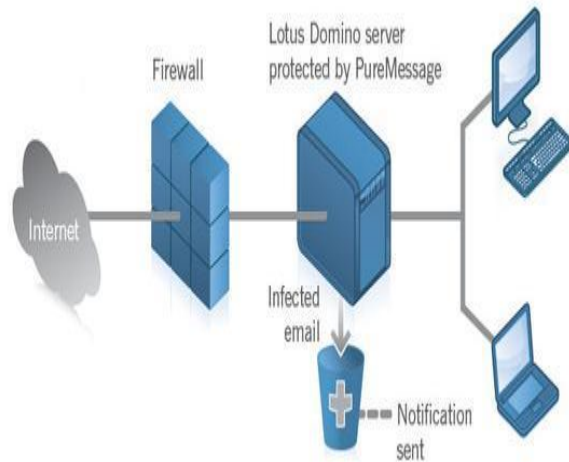 Lotus Domino server
protected by PureMessage
Firewall
Internet
Infected
email
Notification
sent